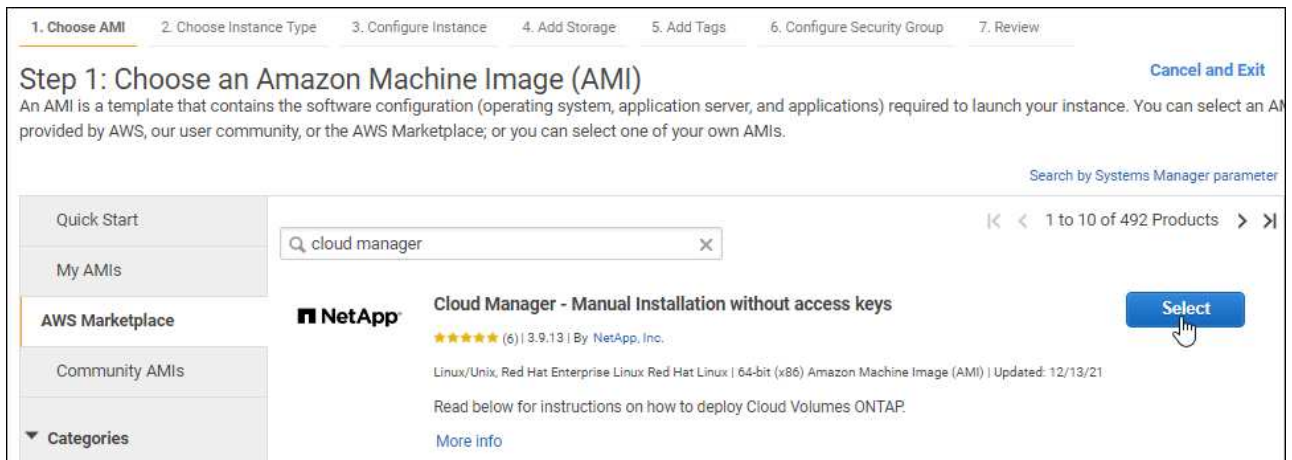 1. Choose AMI 2. Choose Instance Type 3. Configure Instance 4. Add Storage 5. Add Tags 6. Configure Security Group 7. Review
Step 1: Choose an Amazon Machine Image (AMI)
Cancel and Exit
An AMI is a template that contains the software configuration (operating system, application server, and applications) required to launch your instance. You can select an
provided by AWS, our user community, or the AWS Marketplace; or you can select one of your own AMIs.
Search by Systems Manager parameter
Quick Start
1 to 10 of 492 Products
cloud manager
My AMIs
AWS Marketplace
NetApp
Cloud Manager - Manual Installation without access keys
Select
(6) | 3.9.13 | By NetApp, Inc.
Community AMIs
Linux/Unix, Red Hat Enterprise Linux Red Hat Linux | 64-bit (x86) Amazon Machine Image (AMI) | Updated: 12/13/21
Read below for instructions on how to deploy Cloud Volumes ONTAP.
Categories
More info